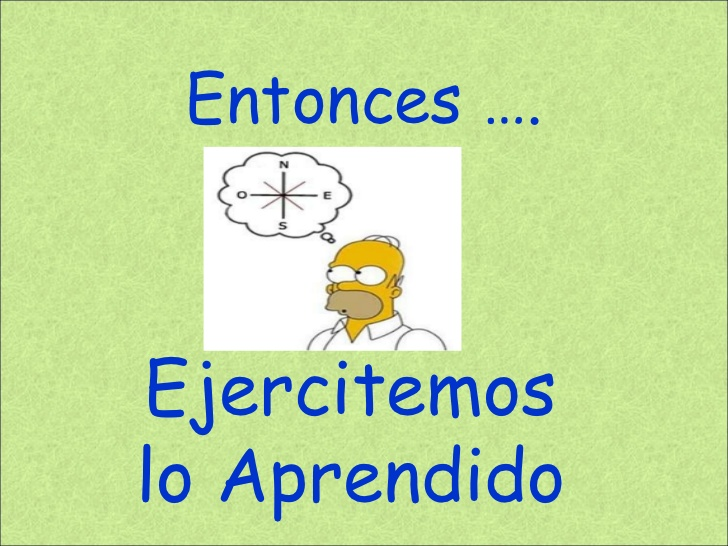 Entonces ....
N
O E
S
Ejercitemos
lo Aprendido